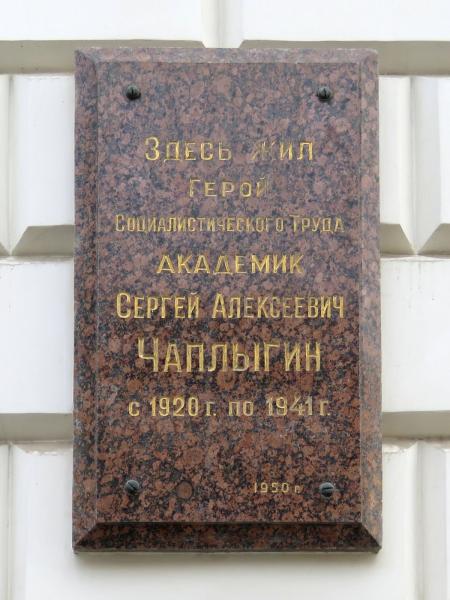 Здесь жил
Герой
Социалистического Труда
академик
Сергей Алексеевич
Чаплыгин
с 1920 г. по 1941 г.
1950 г